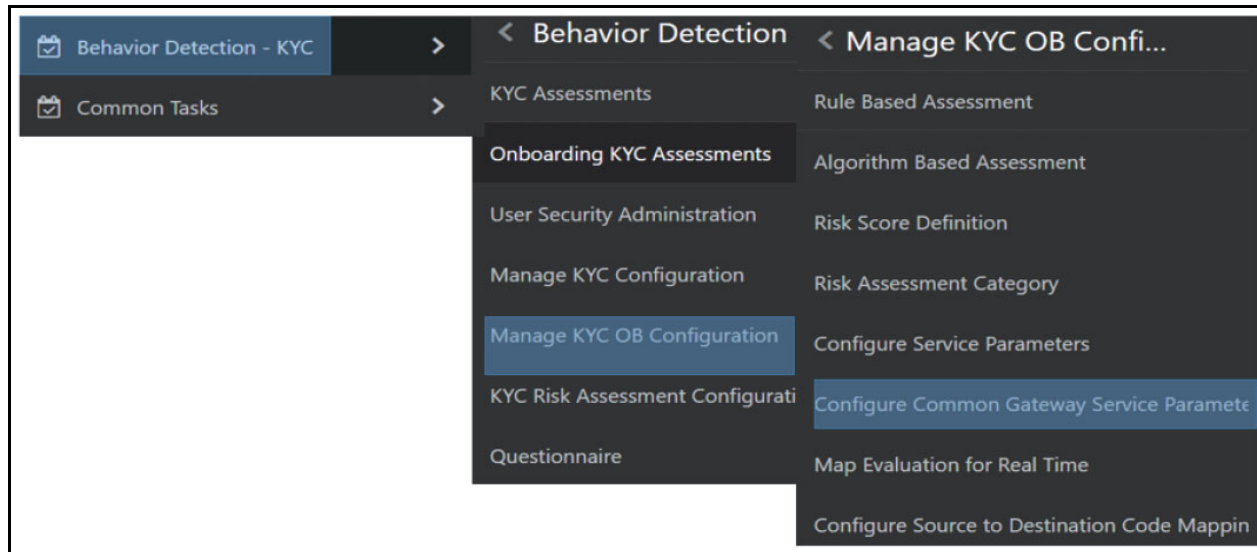 Behavior Detection - KYC
Common Tasks
Behavior Detection
KYC Assessments
Onboarding KYC Assessments
User Security Administration
Manage KYC Configuration
Manage KYC OB Configuration
KYC Risk Assessment Configurati
Questionnaire
Manage KYC OB Confi...
Rule Based Assessment
Algorithm Based Assessment
Risk Score Definition
Risk Assessment Category
Configure Service Parameters
Configure Common Gateway Service Paramete
Map Evaluation for Real Time
Configure Source to Destination Code Mappin